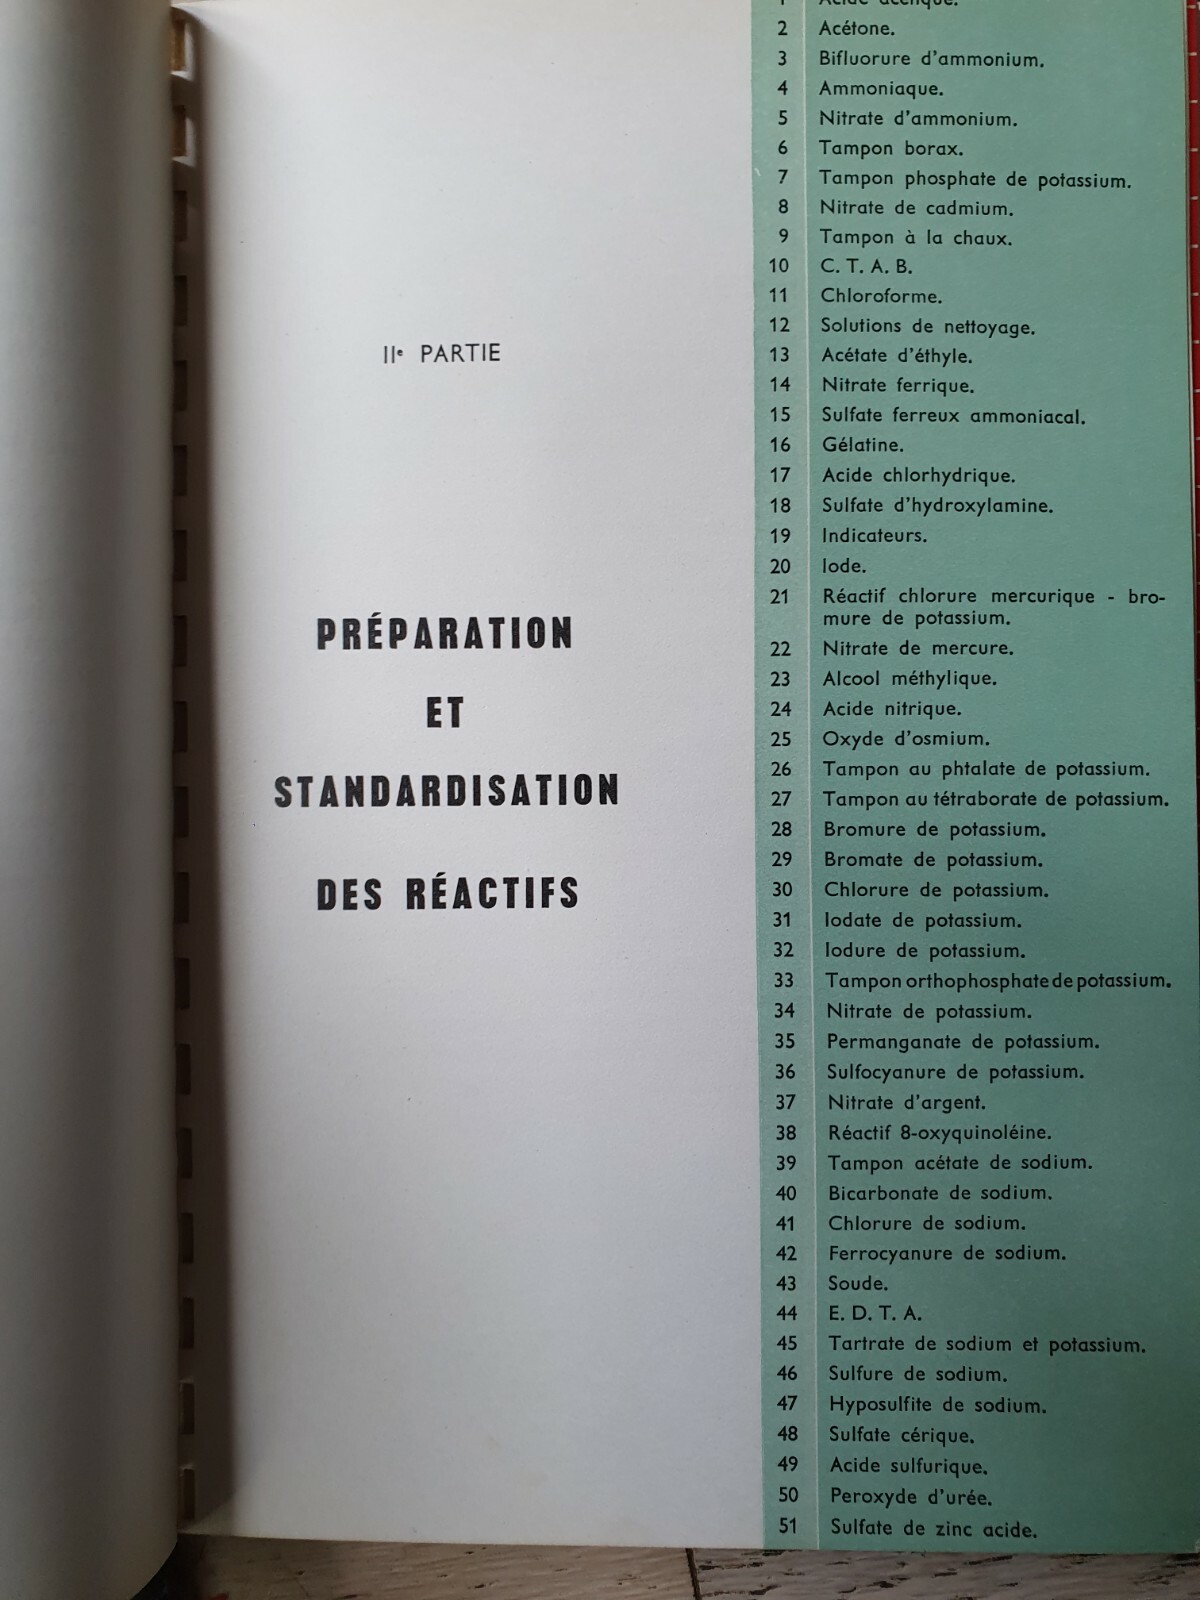 IIe PARTIE
PRÉPARATION
ET
STANDARDISATION
DES RÉACTIFS
1 Acide acétique.
2 Acétone.
3 Bifluorure d'ammonium.
4 Ammoniaque.
5 Nitrate d'ammonium.
6 Tampon borax.
7 Tampon phosphate de potassium.
8 Nitrate de cadmium.
9 Tampon à la chaux.
10 C. T. A. B.
11 Chloroforme.
12 Solutions de nettoyage.
13 Acétate d'éthyle.
14 Nitrate ferrique.
15 Sulfate ferreux ammoniacal.
16 Gélatine.
17 Acide chlorhydrique.
18 Sulfate d'hydroxylamine.
19 Indicateurs.
20 Iode.
21 Réactif chlorure mercurique - bro-
mure de potassium.
22 Nitrate de mercure.
23 Alcool méthylique.
24 Acide nitrique.
25 Oxyde d'osmium.
26 Tampon au phtalate de potassium.
27 Tampon au tétraborate de potassium.
28 Bromure de potassium.
29 Bromate de potassium.
30 Chlorure de potassium.
31 Iodate de potassium.
32 Iodure de potassium.
33 Tampon orthophosphate de potassium.
34 Nitrate de potassium.
35 Permanganate de potassium.
36 Sulfocyanure de potassium.
37 Nitrate d'argent.
38 Réactif 8-oxyquinoléine.
39 Tampon acétate de sodium.
40 Bicarbonate de sodium.
41 Chlorure de sodium.
42 Ferrocyanure de sodium.
43 Soude.
44 E. D. T. A.
45 Tartrate de sodium et potassium.
46 Sulfure de sodium.
47 Hyposulfite de sodium.
48 Sulfate cérique.
49 Acide sulfurique.
50 Peroxyde d'urée.
51 Sulfate de zinc acide.